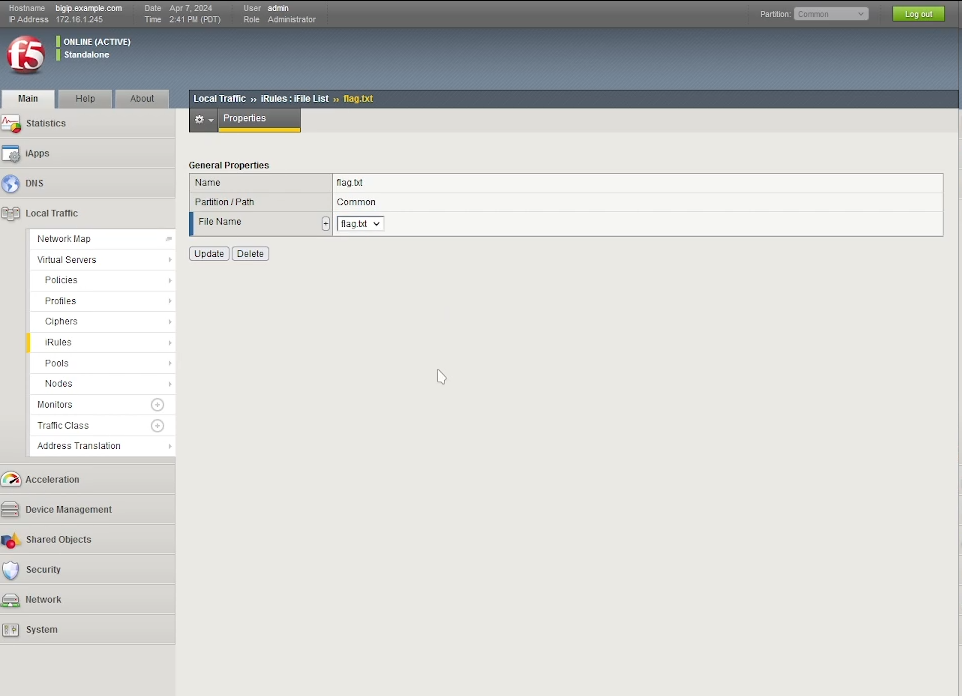 Hostname bigip.example.com Date Apr 7, 2024 User admin
IP Address 172.16.1.245 Time 2:41 PM (PDT) Role Administrator
Partition: Common
Log out
f5
ONLINE (ACTIVE)
Standalone
Main Help About
Local Traffic ›› iRules : iFile List ›› flag.txt
Properties
Statistics
iApps
DNS
Local Traffic
Network Map
Virtual Servers
Policies
Profiles
Ciphers
iRules
Pools
Nodes
Monitors
Traffic Class
Address Translation
Acceleration
Device Management
Shared Objects
Security
Network
System
General Properties
Name flag.txt
Partition / Path Common
File Name + flag.txt
Update Delete